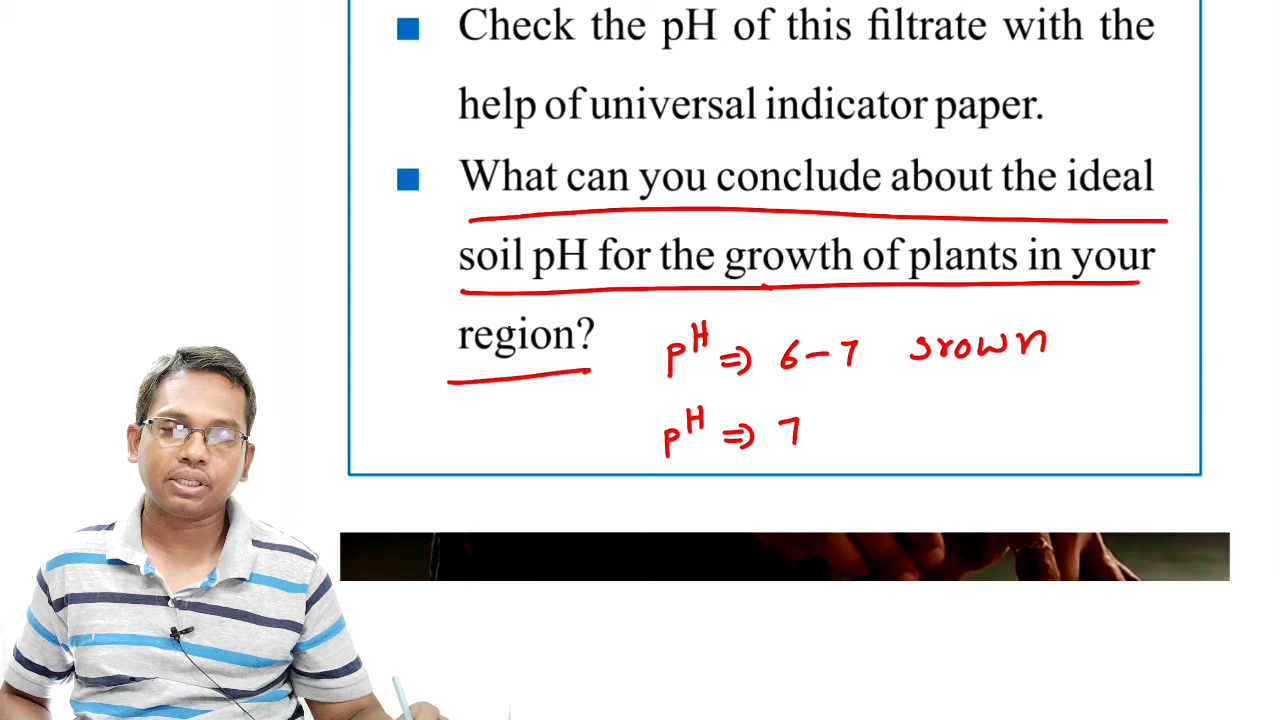 Check the pH of this filtrate with the
help of universal indicator paper.
What can you conclude about the ideal
soil pH for the growth of plants in your
region?
pH ⇒ 6-7 srown
pH ⇒ 7